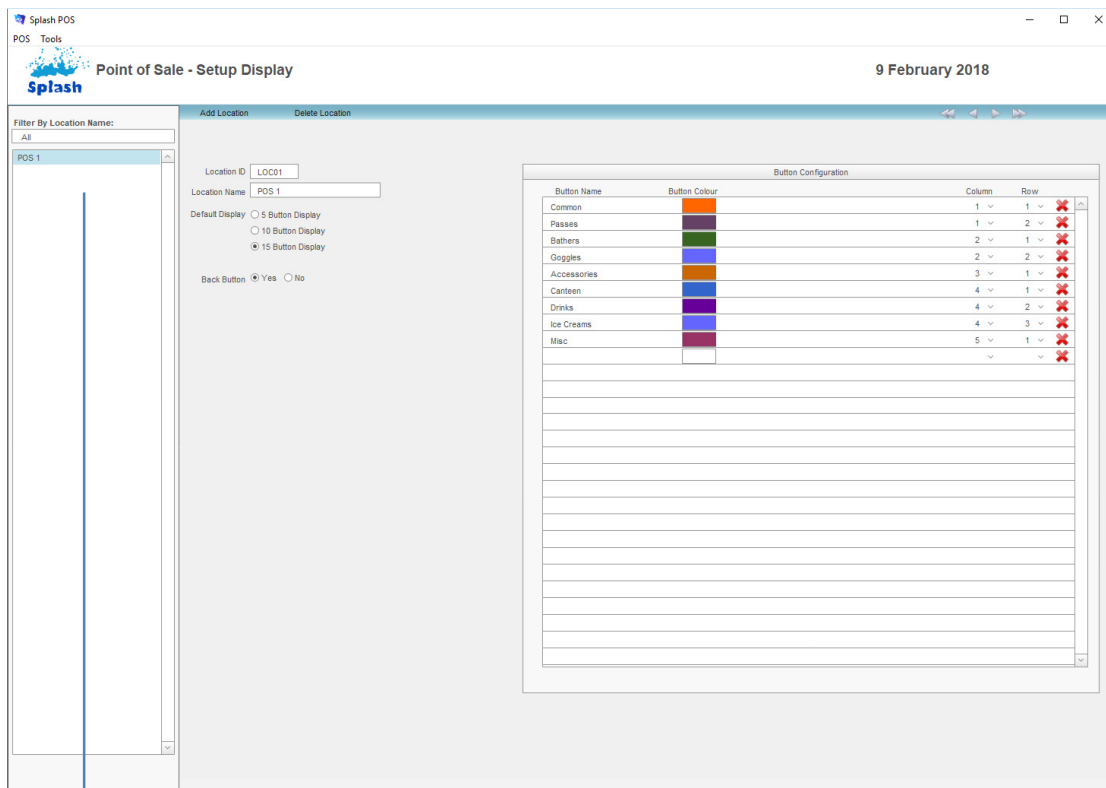 Splash POS
POS Tools
Splash
Point of Sale - Setup Display
9 February 2018
Add Location Delete Location
Filter By Location Name:
All
POS 1
Location ID LOC01
Location Name POS 1
Default Display 5 Button Display
10 Button Display
15 Button Display
Back Button Yes No
Button Configuration
Button Name Button Colour Column Row
Common 1 1
Passes 1 2
Bathers 2 1
Goggles 2 2
Accessories 3 1
Canteen 4 1
Drinks 4 2
Ice Creams 4 3
Misc 5 1